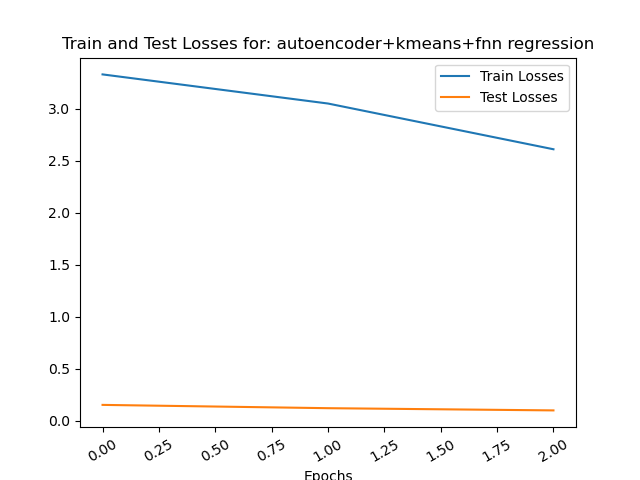 Train and Test Losses for: autoencoder+kmeans+fnn regression
Train Losses
Test Losses
3.0
2.5
2.0
1.5
1.0
0.5
0.0
0.00 0.25 0.50 0.75 1.00 1.25 1.50 1.75 2.00
Epochs